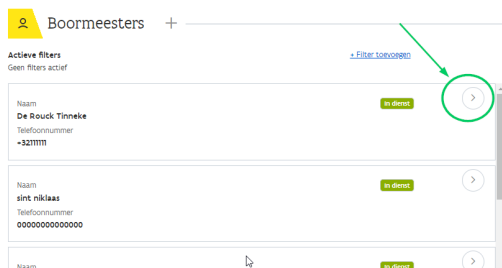 Boormeesters
Actieve filters
+ Filter toevoegen
Geen filters actief
Naam
In dienst
De Rouck Tinneke
Telefoonnummer
+32111111
Naam
In dienst
sint niklaas
Telefoonnummer
00000000000000
Naam
In dienst